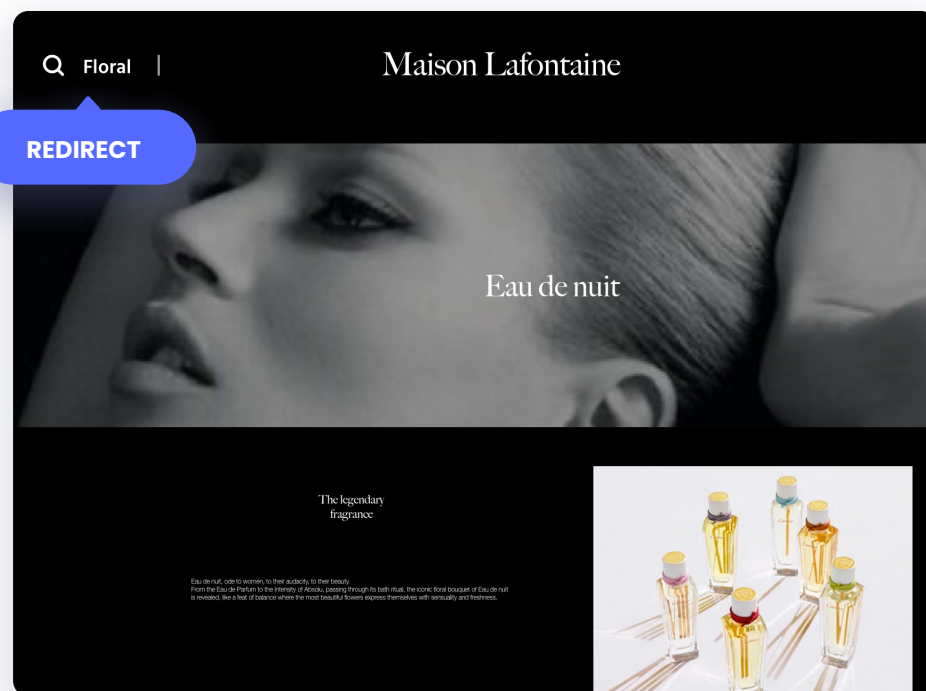 Floral
Maison Lafontaine
REDIRECT
Eau de nuit
The legendary
fragrance
Eau de nuit, ode to women, to their audacity, to their beauty.
From the Eau de Parfum to the intensity of Absolu, passing through its bath ritual, the iconic floral bouquet of Eau de nuit
is revealed, like a feat of balance where the most beautiful flowers express themselves with sensuality and freshness.